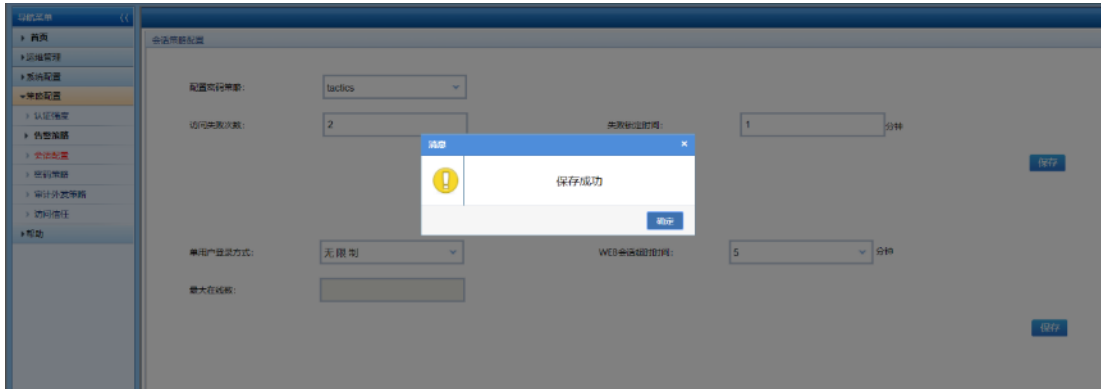 导航菜单
首页
运维管理
系统配置
策略配置
认证强度
告警策略
会话配置
密码策略
审计外发策略
访问信任
帮助
会话策略配置
配置密码策略:
tactics
访问失败次数:
2
失败锁定时间:
1
分钟
保存
消息
保存成功
确定
单用户登录方式:
无限制
WEB会话超时时间:
5
分钟
最大在线数:
保存